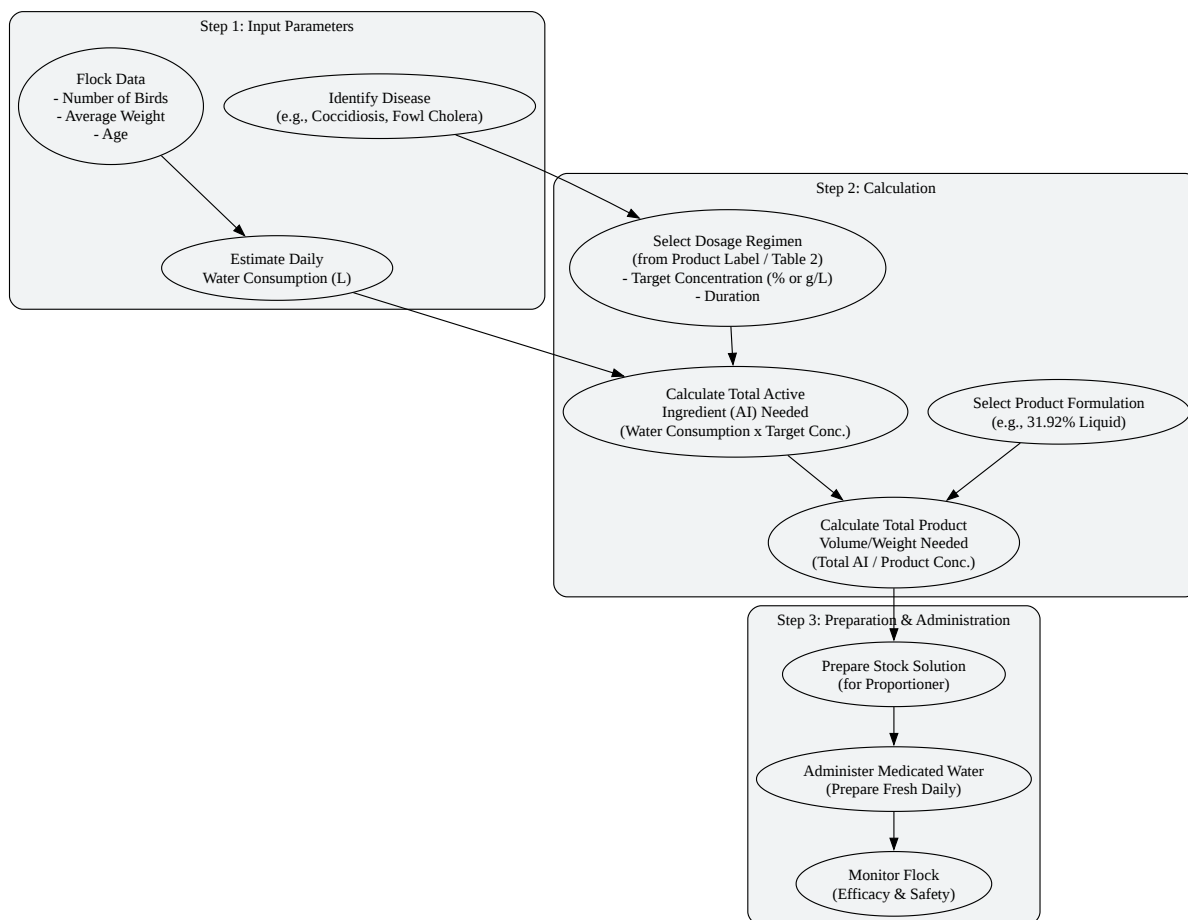 Step 1: Input Parameters
Flock Data
- Number of Birds
- Average Weight
- Age
Identify Disease
(e.g., Coccidiosis, Fowl Cholera)
Estimate Daily
Water Consumption (L)
Step 2: Calculation
Select Dosage Regimen
(from Product Label / Table 2)
- Target Concentration (% or g/L)
- Duration
Calculate Total Active
Ingredient (AI) Needed
(Water Consumption x Target Conc.)
Select Product Formulation
(e.g., 31.92% Liquid)
Calculate Total Product
Volume/Weight Needed
(Total AI / Product Conc.)
Step 3: Preparation & Administration
Prepare Stock Solution
(for Proportioner)
Administer Medicated Water
(Prepare Fresh Daily)
Monitor Flock
(Efficacy & Safety)